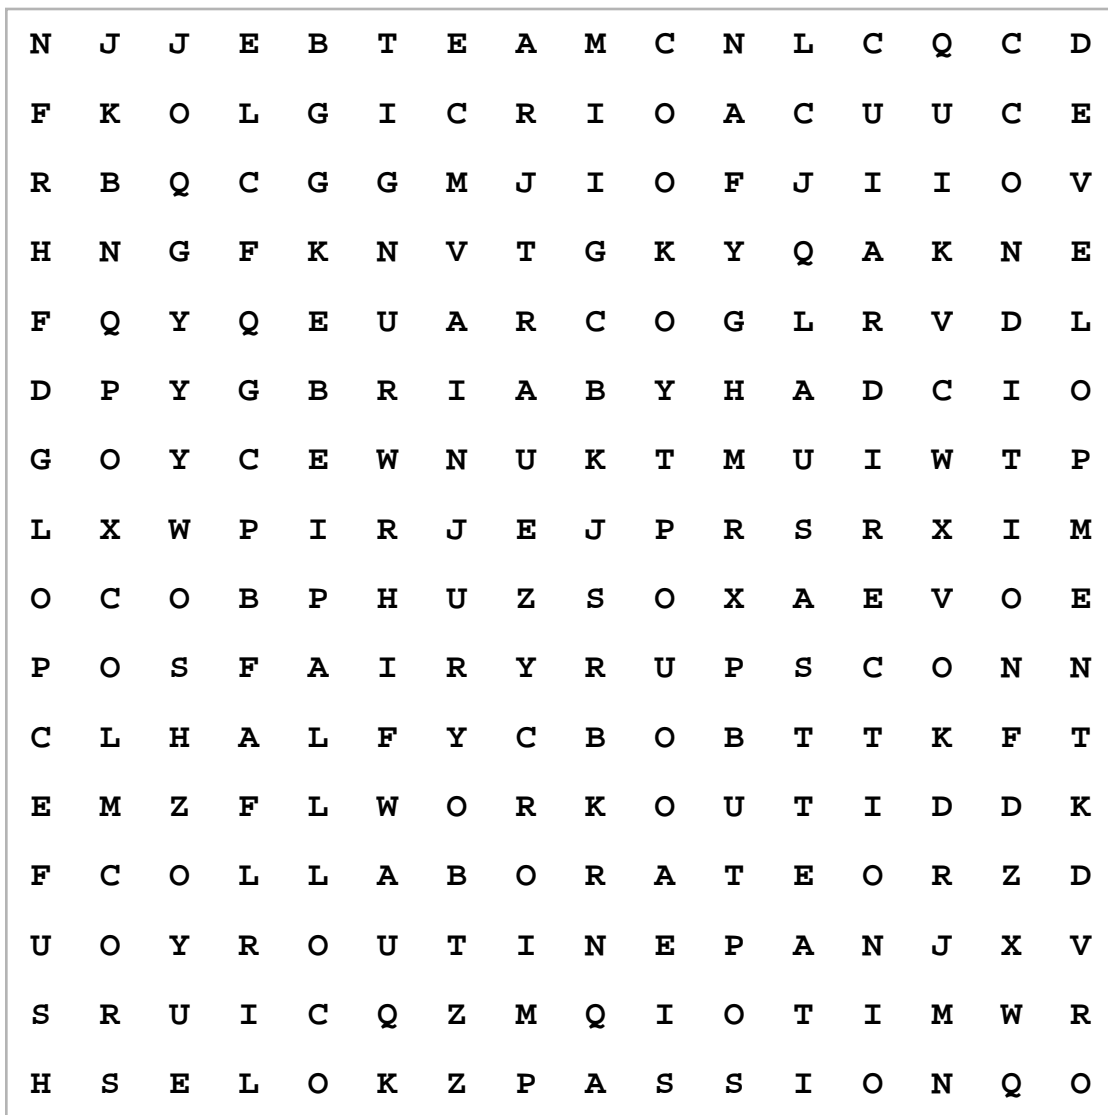 N J J E B T E A M C N L C Q C D
F K O L G I C R I O A C U U C E
R B Q C G G M J I O F J I I O V
H N G F K N V T G K Y Q A K N E
F Q Y Q E U A R C O G L R V D L
D P Y G B R I A B Y H A D C I O
G O Y C E W N U K T M U I W T P
L X W P I R J E J P R S R X I M
O C O B P H U Z S O X A E V O E
P O S F A I R Y R U P S C O N N
C L H A L F Y C B O B T T K F T
E M Z F L W O R K O U T I D D K
F C O L L A B O R A T E O R Z D
U O Y R O U T I N E P A N J X V
S R U I C Q Z M Q I O T I M W R
H S E L O K Z P A S S I O N Q O